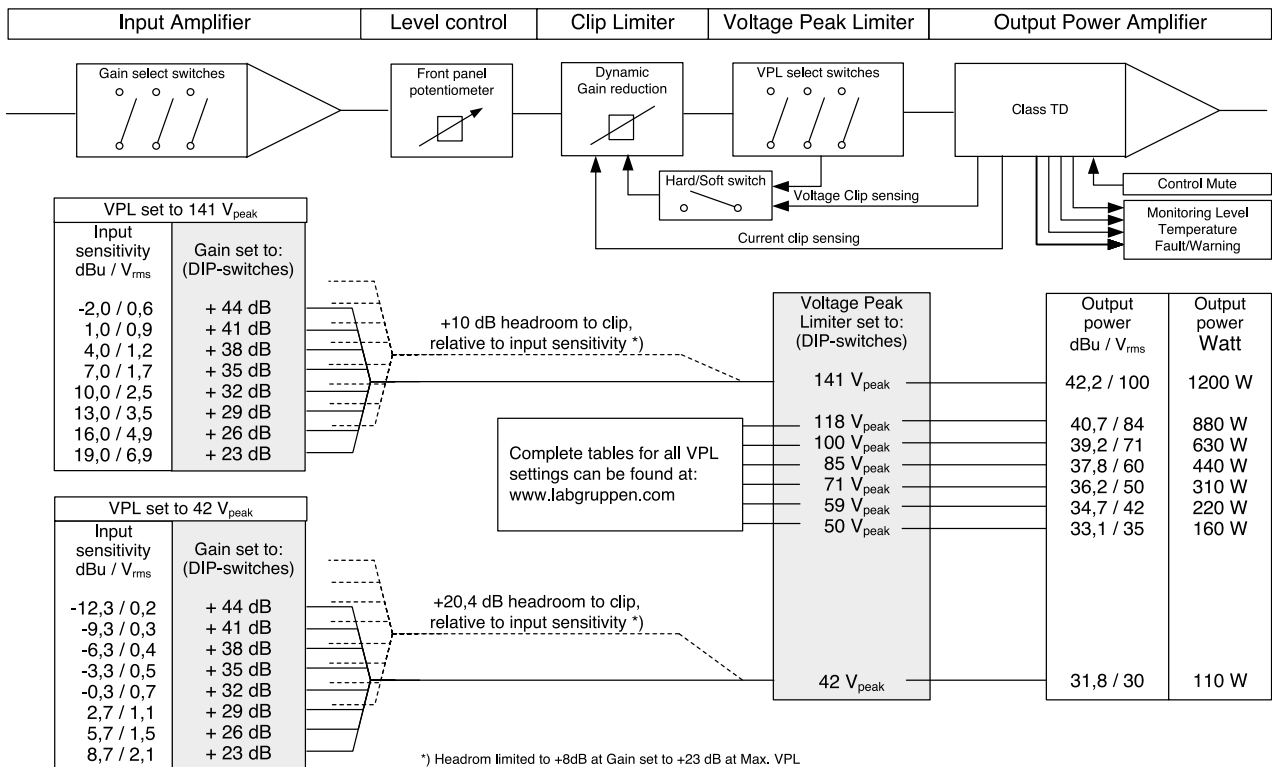 Input Amplifier
Level control
Clip Limiter
Voltage Peak Limiter
Output Power Amplifier
Gain select switches
Front panel
potentiometer
Dynamic
Gain reduction
VPL select switches
Class TD
Hard/Soft switch
Voltage Clip sensing
Current clip sensing
Control Mute
Monitoring Level
Temperature
Fault/Warning
VPL set to 141 Vpeak
Input
sensitivity
dBu / Vrms
Gain set to:
(DIP-switches)
-2,0 / 0,6 + 44 dB
1,0 / 0,9 + 41 dB
4,0 / 1,2 + 38 dB
7,0 / 1,7 + 35 dB
10,0 / 2,5 + 32 dB
13,0 / 3,5 + 29 dB
16,0 / 4,9 + 26 dB
19,0 / 6,9 + 23 dB
+10 dB headroom to clip,
relative to input sensitivity *)
Complete tables for all VPL
settings can be found at:
www.labgruppen.com
Voltage Peak
Limiter set to:
(DIP-switches)
Output
power
dBu / Vrms
Output
power
Watt
141 Vpeak 42,2 / 100 1200 W
118 Vpeak 40,7 / 84 880 W
100 Vpeak 39,2 / 71 630 W
85 Vpeak 37,8 / 60 440 W
71 Vpeak 36,2 / 50 310 W
59 Vpeak 34,7 / 42 220 W
50 Vpeak 33,1 / 35 160 W
42 Vpeak 31,8 / 30 110 W
VPL set to 42 Vpeak
Input
sensitivity
dBu / Vrms
Gain set to:
(DIP-switches)
-12,3 / 0,2 + 44 dB
-9,3 / 0,3 + 41 dB
-6,3 / 0,4 + 38 dB
-3,3 / 0,5 + 35 dB
-0,3 / 0,7 + 32 dB
2,7 / 1,1 + 29 dB
5,7 / 1,5 + 26 dB
8,7 / 2,1 + 23 dB
+20,4 dB headroom to clip,
relative to input sensitivity *)
*) Headrom limited to +8dB at Gain set to +23 dB at Max. VPL